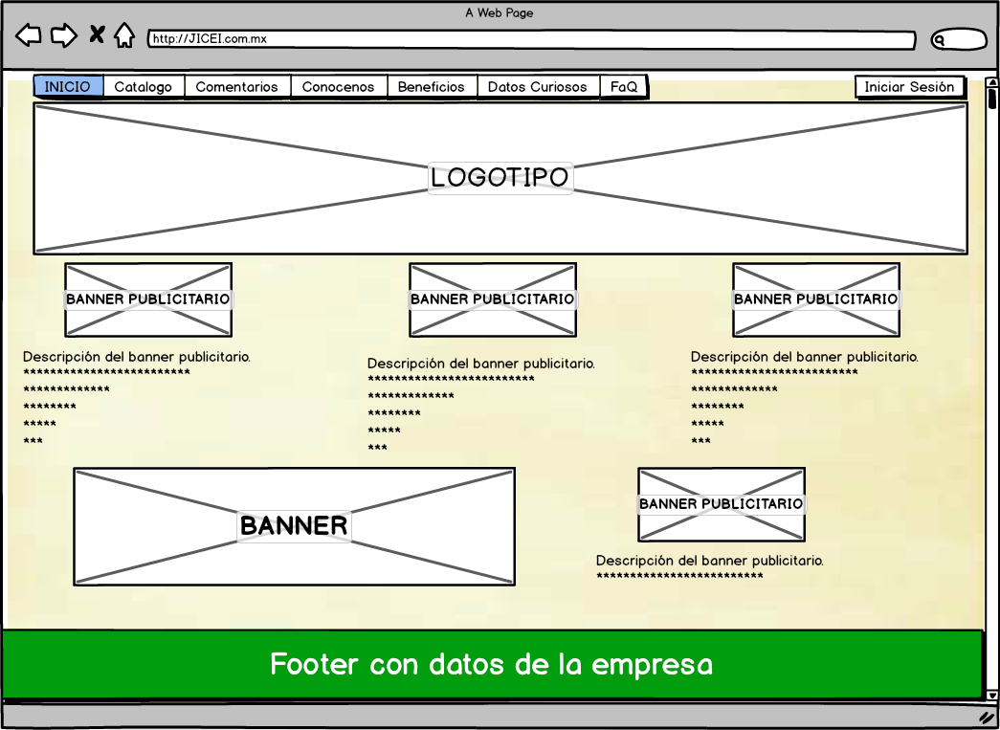 A Web Page
http://JICEI.com.mx
INICIO Catalogo Comentarios Conocenos Beneficios Datos Curiosos FaQ Iniciar Sesión
LOGOTIPO
BANNER PUBLICITARIO
Descripción del banner publicitario.
*************************
*************
********
*****
***
BANNER PUBLICITARIO
Descripción del banner publicitario.
*************************
*************
********
*****
***
BANNER PUBLICITARIO
Descripción del banner publicitario.
*************************
*************
********
*****
***
BANNER
BANNER PUBLICITARIO
Descripción del banner publicitario.
*************************
Footer con datos de la empresa